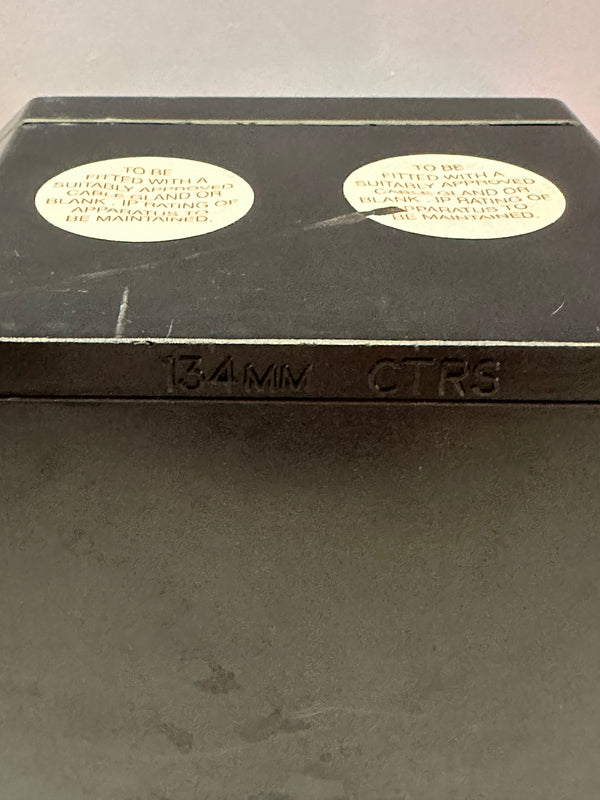 TO BE
FITTED WITH A
SUITABLY APPROVED
CABLE GLAND OR
BLANK . IP RATING OF
APPARATUS TO
BE MAINTAINED.
TO BE
FITTED WITH A
SUITABLY APPROVED
CABLE GLAND OR
BLANK . IP RATING OF
APPARATUS TO
BE MAINTAINED.
134MM CTRS